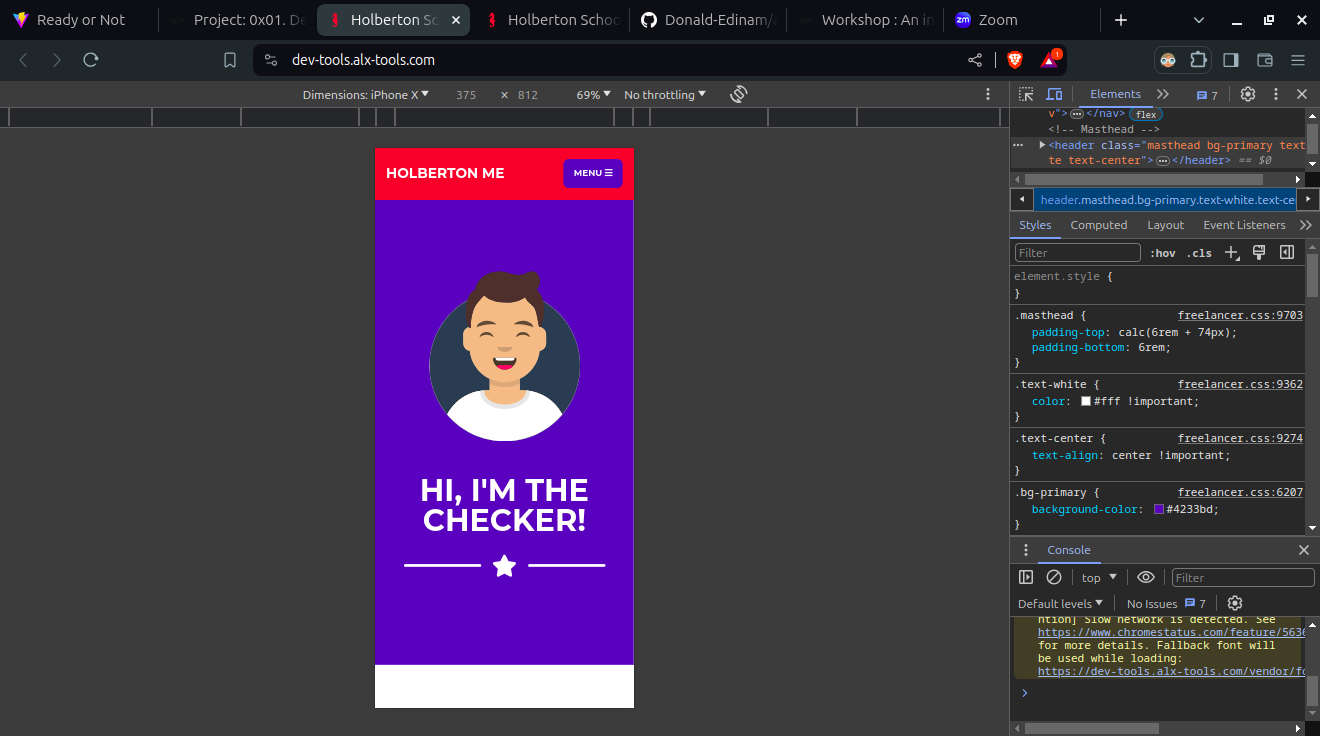 Ready or Not
Project: 0x01. De
Holberton Sc
Holberton Schoo
Donald-Edinam/a
Workshop : An in
zm Zoom
dev-tools.alx-tools.com
1
Dimensions: iPhone X 375 × 812 69% No throttling
Elements 7
v"> ••• </nav> flex
<!-- Masthead -->
<header class="masthead bg-primary text
te text-center"> ••• </header> == $0
header.masthead.bg-primary.text-white.text-ce
Styles Computed Layout Event Listeners
Filter :hov .cls
element.style {
}
.masthead { freelancer.css:9703
padding-top: calc(6rem + 74px);
padding-bottom: 6rem;
}
.text-white { freelancer.css:9362
color: #fff !important;
}
.text-center { freelancer.css:9274
text-align: center !important;
}
.bg-primary { freelancer.css:6207
background-color: #4233bd;
}
Console
top Filter
Default levels No Issues 7
ntion] Slow network is detected. See
https://www.chromestatus.com/feature/5636
for more details. Fallback font will
be used while loading:
https://dev-tools.alx-tools.com/vendor/fo
HOLBERTON ME
MENU
HI, I'M THE
CHECKER!